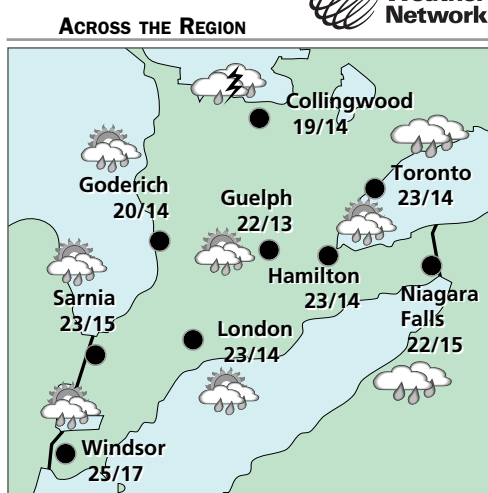 Network
ACROSS THE REGION
Collingwood
19/14
Toronto
23/14
Goderich
20/14
Guelph
22/13
Hamilton
23/14
Niagara
Falls
22/15
Sarnia
23/15
London
23/14
Windsor
25/17